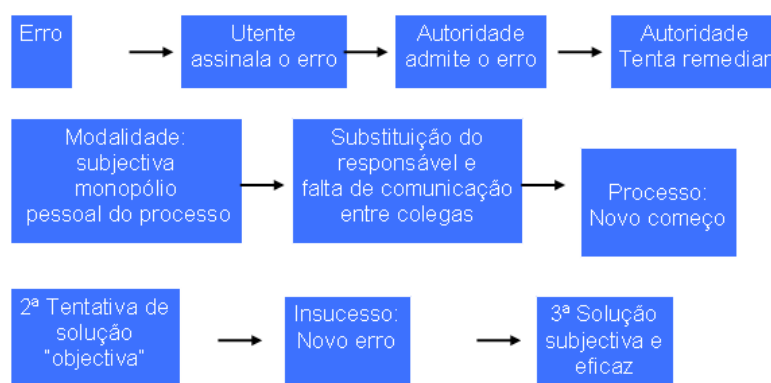 Erro
Utente
assinala o erro
Autoridade
admite o erro
Autoridade
Tenta remediar
Modalidade:
subjectiva
monopólio
pessoal do processo
Substituição do
responsável e
falta de comunicação
entre colegas
Processo:
Novo começo
2ª Tentativa de
solução
"objectiva"
Insucesso:
Novo erro
3ª Solução
subjectiva e
eficaz